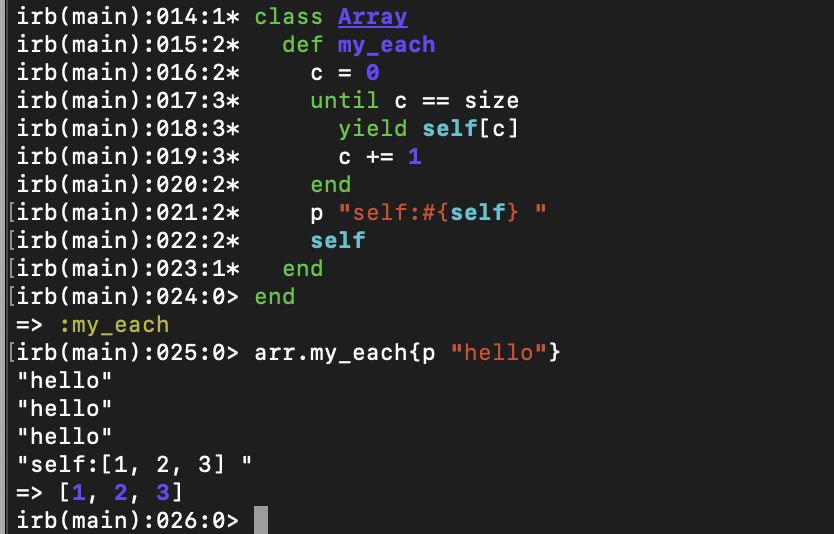 irb(main):014:1* class Array
irb(main):015:2*   def my_each
irb(main):016:2*     c = 0
irb(main):017:3*     until c == size
irb(main):018:3*       yield self[c]
irb(main):019:3*       c += 1
irb(main):020:2*     end
[irb(main):021:2*     p "self:#{self} "
[irb(main):022:2*     self
[irb(main):023:1*   end
[irb(main):024:0> end
=> :my_each
[irb(main):025:0> arr.my_each{p "hello"}
"hello"
"hello"
"hello"
"self:[1, 2, 3] "
=> [1, 2, 3]
irb(main):026:0>